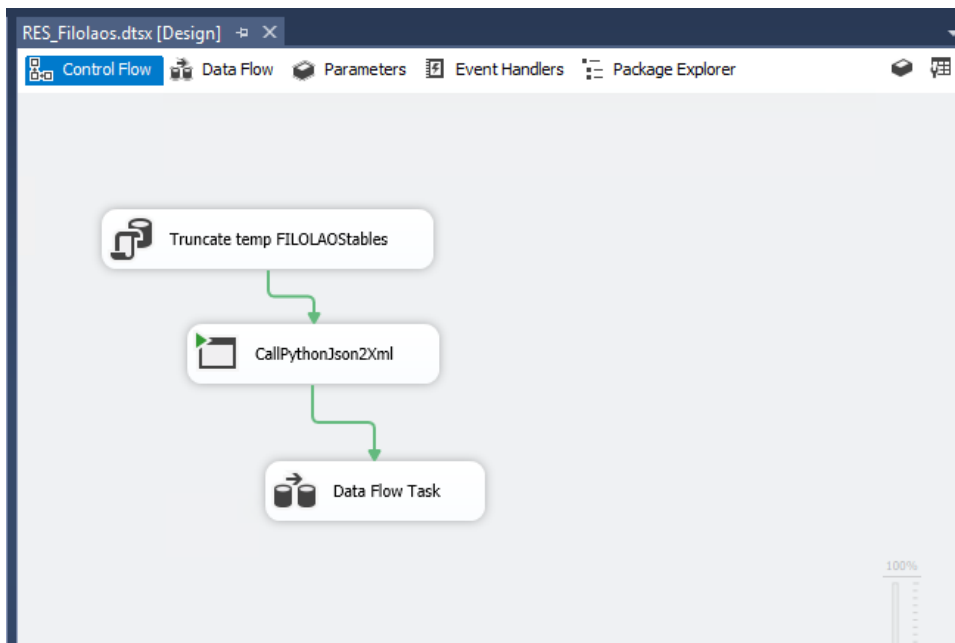 RES_Filolaos.dtsx [Design]
Control Flow Data Flow Parameters Event Handlers Package Explorer
Truncate temp FILOLAOStables
CallPythonJson2Xml
Data Flow Task
100%